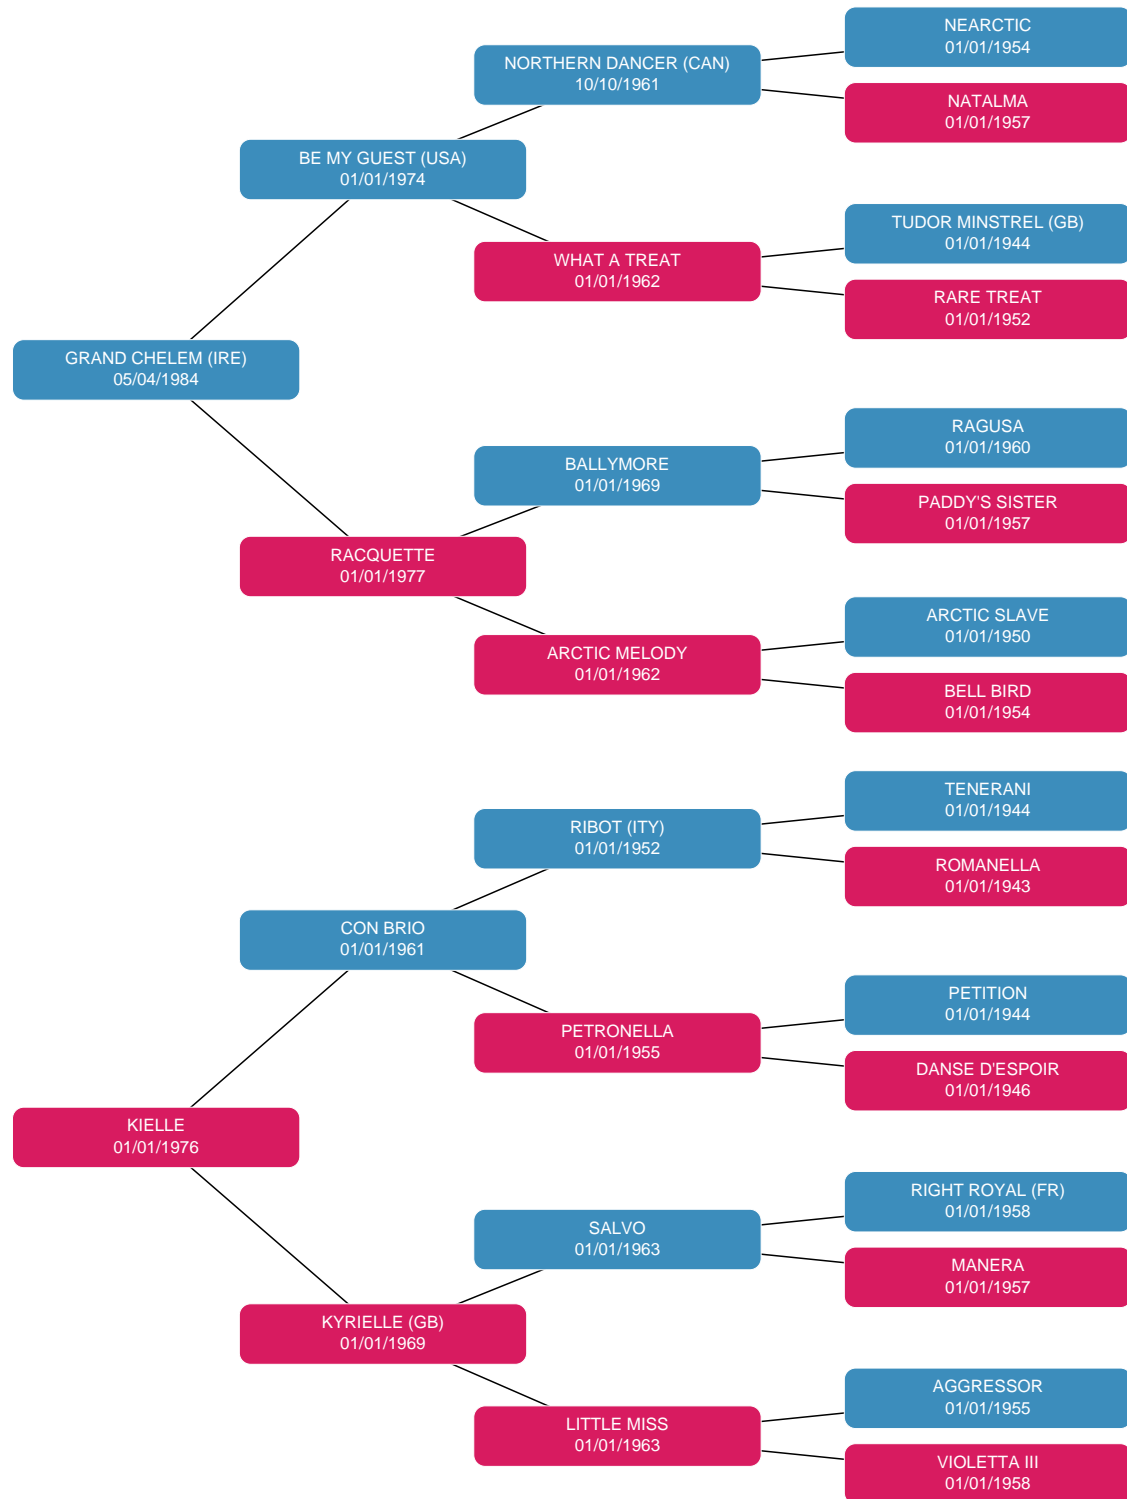 NEARCTIC
01/01/1954
NORTHERN DANCER (CAN)
10/10/1961
NATALMA
01/01/1957
BE MY GUEST (USA)
01/01/1974
TUDOR MINSTREL (GB)
01/01/1944
WHAT A TREAT
01/01/1962
RARE TREAT
01/01/1952
GRAND CHELEM (IRE)
05/04/1984
RAGUSA
01/01/1960
BALLYMORE
01/01/1969
PADDY'S SISTER
01/01/1957
RACQUETTE
01/01/1977
ARCTIC SLAVE
01/01/1950
ARCTIC MELODY
01/01/1962
BELL BIRD
01/01/1954
TENERANI
01/01/1944
RIBOT (ITY)
01/01/1952
ROMANELLA
01/01/1943
CON BRIO
01/01/1961
PETITION
01/01/1944
PETRONELLA
01/01/1955
DANSE D'ESPOIR
01/01/1946
KIELLE
01/01/1976
RIGHT ROYAL (FR)
01/01/1958
SALVO
01/01/1963
MANERA
01/01/1957
KYRIELLE (GB)
01/01/1969
AGGRESSOR
01/01/1955
LITTLE MISS
01/01/1963
VIOLETTA III
01/01/1958